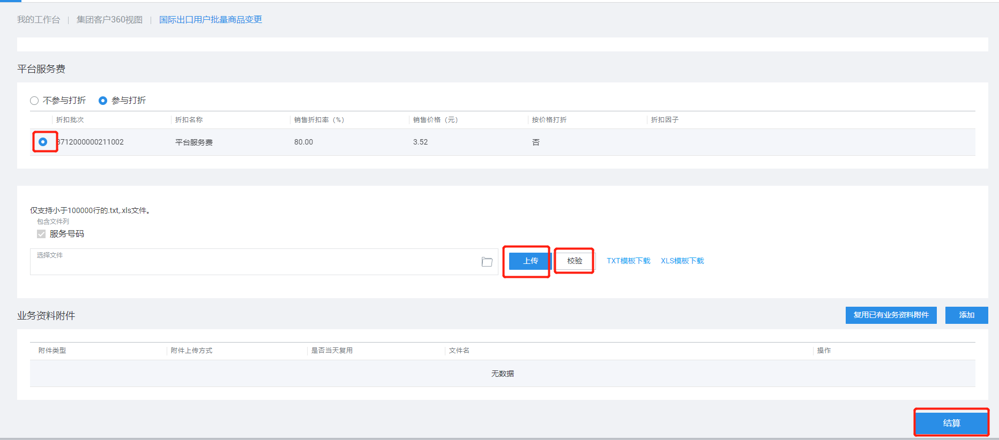 我的工作台 | 集团客户360视图 | 国际出口用户批量商品变更
平台服务费
不参与打折 参与打折
折扣批次 折扣名称 销售折扣率（%） 销售价格（元） 按价格打折 折扣因子
8712000000211002 平台服务费 80.00 3.52 否
仅支持小于100000行的.txt,.xls文件。
包含文件列
服务号码
选择文件
上传 校验 TXT模板下载 XLS模板下载
业务资料附件 复用已有业务资料附件 添加
附件类型 附件上传方式 是否当天复用 文件名 操作
无数据
结算